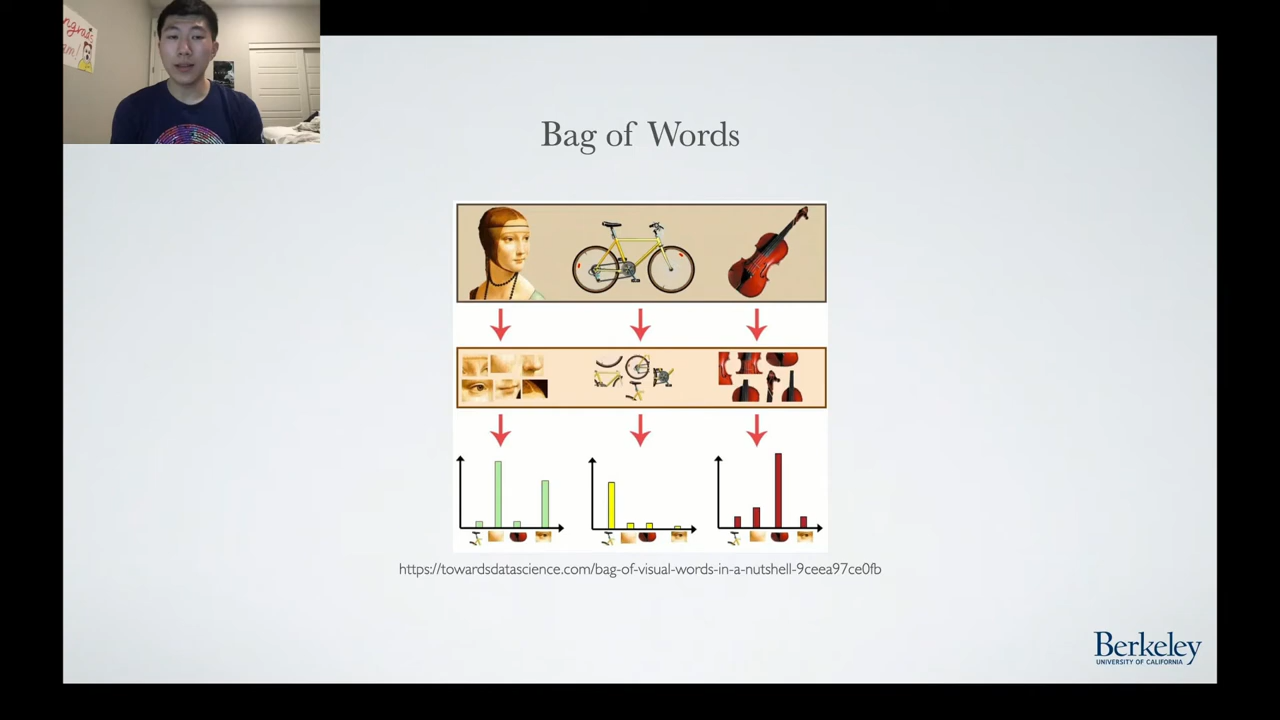 Bag of Words
https://towardsdatascience.com/bag-of-visual-words-in-a-nutshell-9ceea97ce0fb
Berkeley
UNIVERSITY OF CALIFORNIA